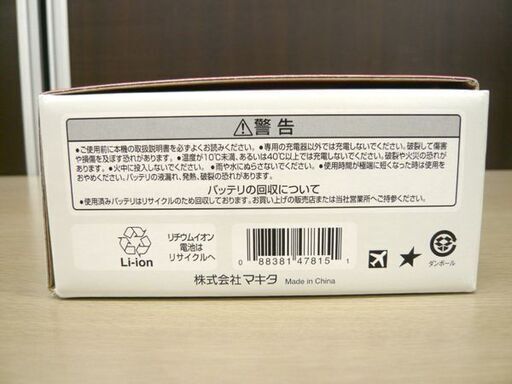 ⚠警告
●ご使用前に本機の取扱説明書を必ずよくお読みください。●専用の充電器以外では充電しないでください。破裂して傷害
や損傷を及ぼす恐れがあります。●温度が10℃未満、あるいは40℃以上では充電しないでください。破裂や火災の恐れがあ
ります。●火中に投入しないでください。●雨や水にぬらさないでください。●使用時間が極端に短くなった時は使用を
おやめください。バッテリの液漏れ、発熱、破裂の恐れがあります。
バッテリの回収について
●使用済みバッテリはリサイクルのため回収しております。お買い上げの販売店または当社営業所へご持参ください。
Li-ion
リチウムイオン
電池は
リサイクルへ
0 88381 47815 1
ダンボール
株式会社マキタ Made in China